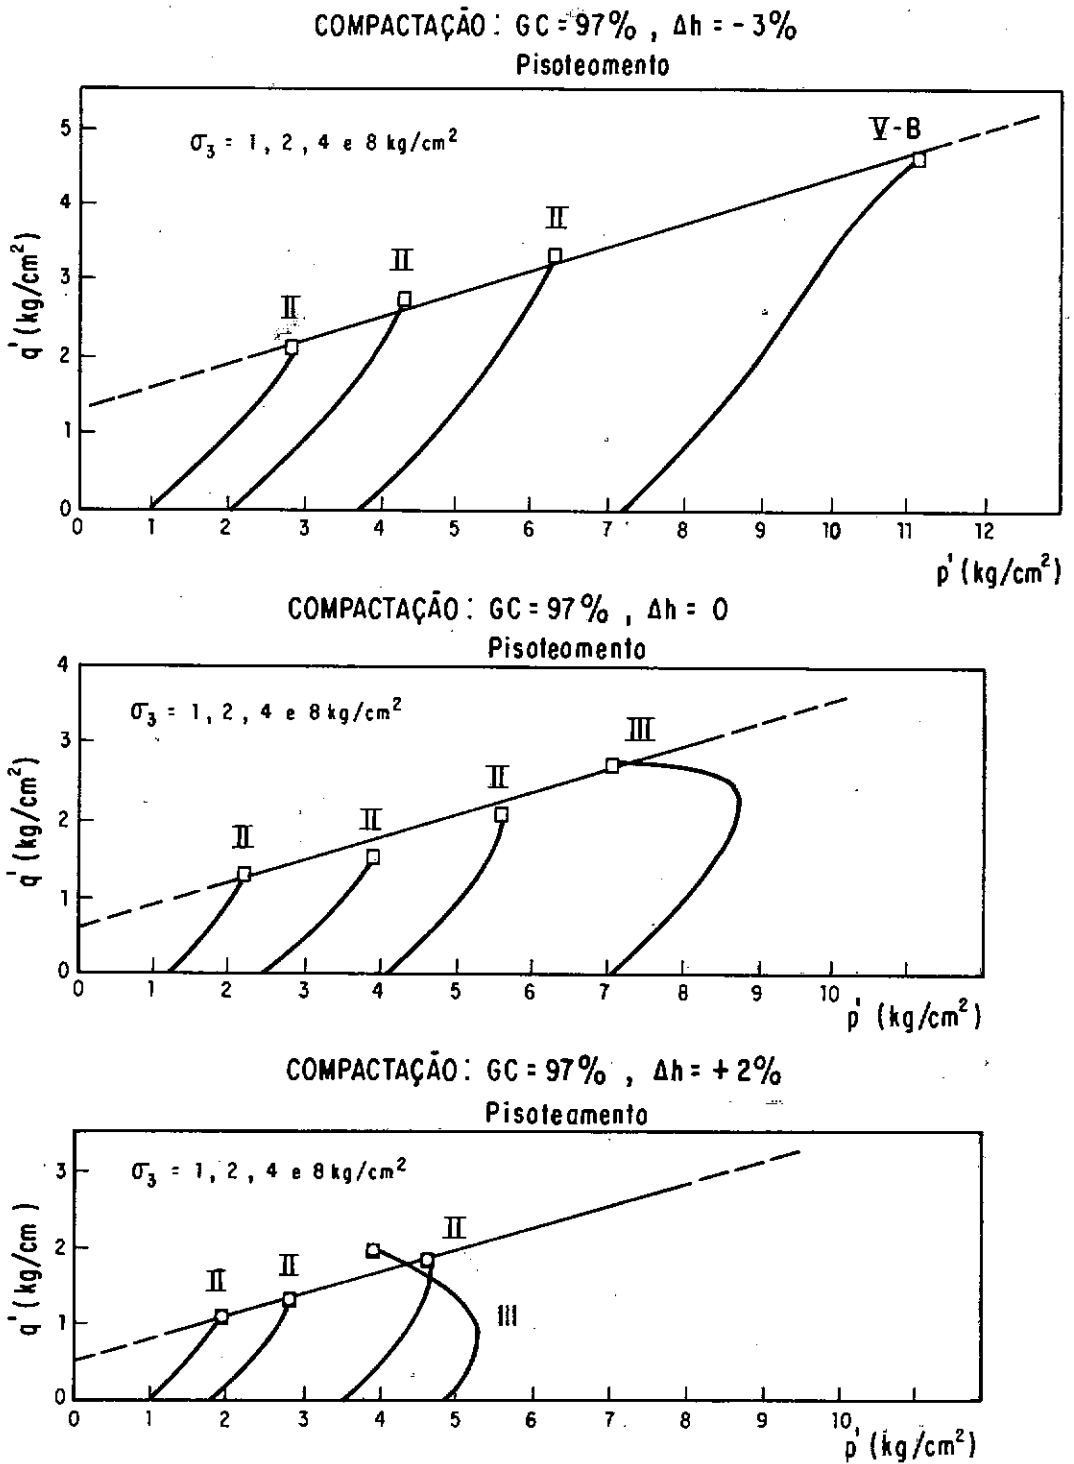 COMPACTAÇÃO: GC = 97% , Δh = - 3%
Pisoteamento
σ3 = 1, 2, 4 e 8 kg/cm²
V-B
II
II
II
5
4
3
2
1
0
q' (kg/cm²)
0 1 2 3 4 5 6 7 9 10 11 12
p' (kg/cm²)
COMPACTAÇÃO: GC = 97% , Δh = 0
Pisoteamento
σ3 = 1, 2, 4 e 8 kg/cm²
III
II
II
II
4
3
2
1
0
q' (kg/cm²)
0 1 2 3 4 5 6 7 8 9 10
p' (kg/cm²)
COMPACTAÇÃO: GC = 97% , Δh = + 2%
Pisoteamento
σ3 = 1, 2, 4 e 8 kg/cm²
II
II
II
III
3
2
1
0
q' (kg/cm)
0 1 2 3 4 5 6 7 8 9 10
p' (kg/cm²)